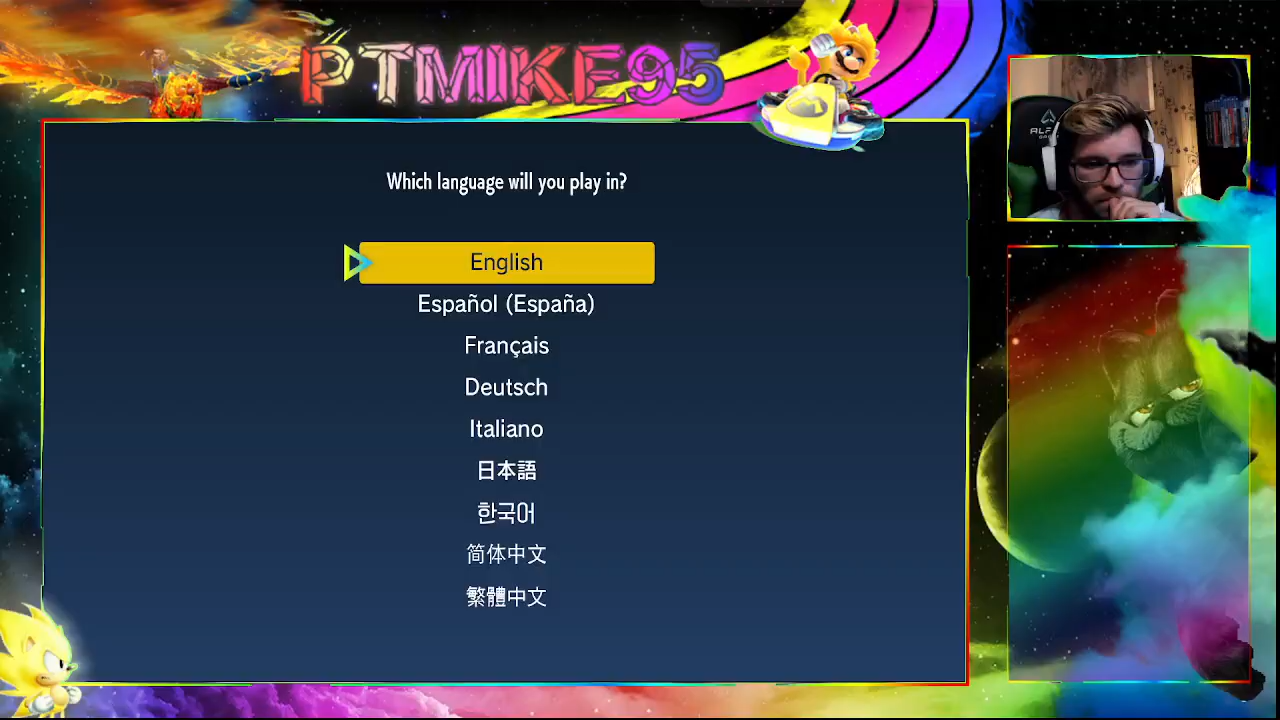 PTMIKE95
Which language will you play in?
English
Español (España)
Français
Deutsch
Italiano
日本語
한국어
简体中文
繁體中文